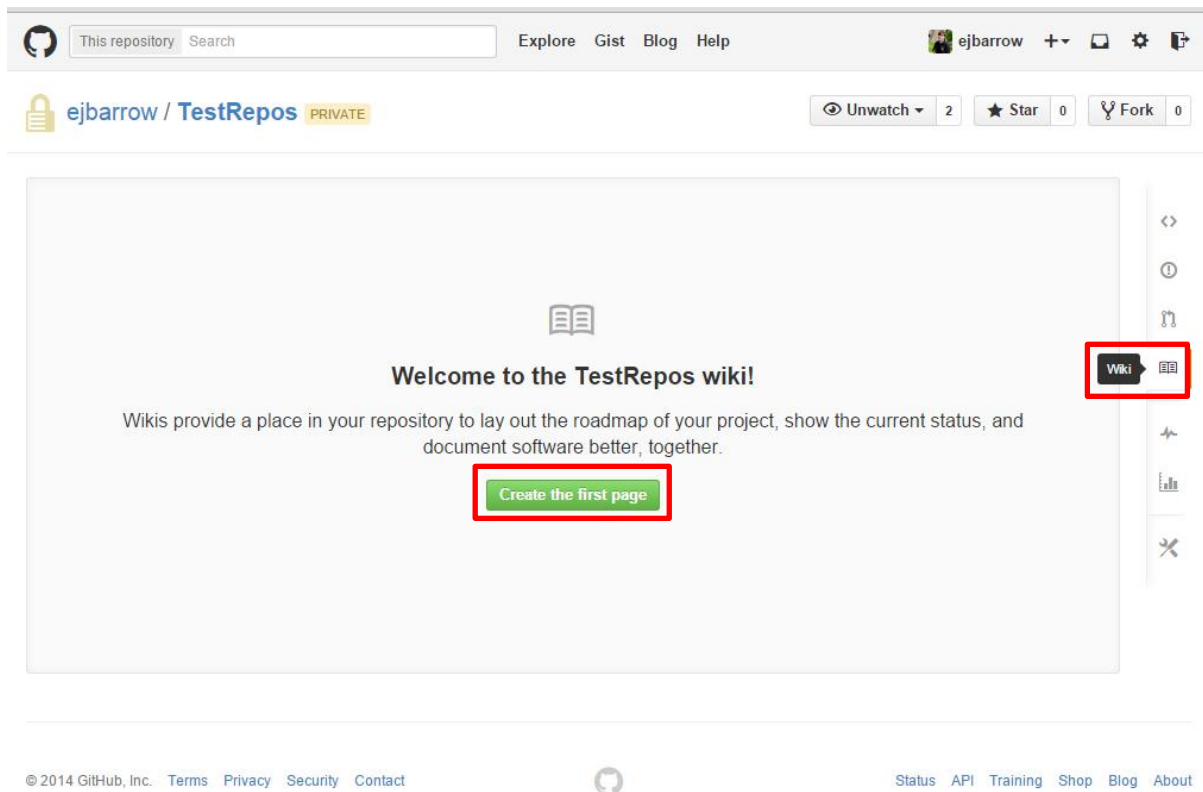 This repository Search Explore Gist Blog Help ejbarrow
ejbarrow / TestRepos PRIVATE Unwatch 2 Star 0 Fork 0
Welcome to the TestRepos wiki!
Wiki
Wikis provide a place in your repository to lay out the roadmap of your project, show the current status, and
document software better, together.
Create the first page
© 2014 GitHub, Inc. Terms Privacy Security Contact Status API Training Shop Blog About